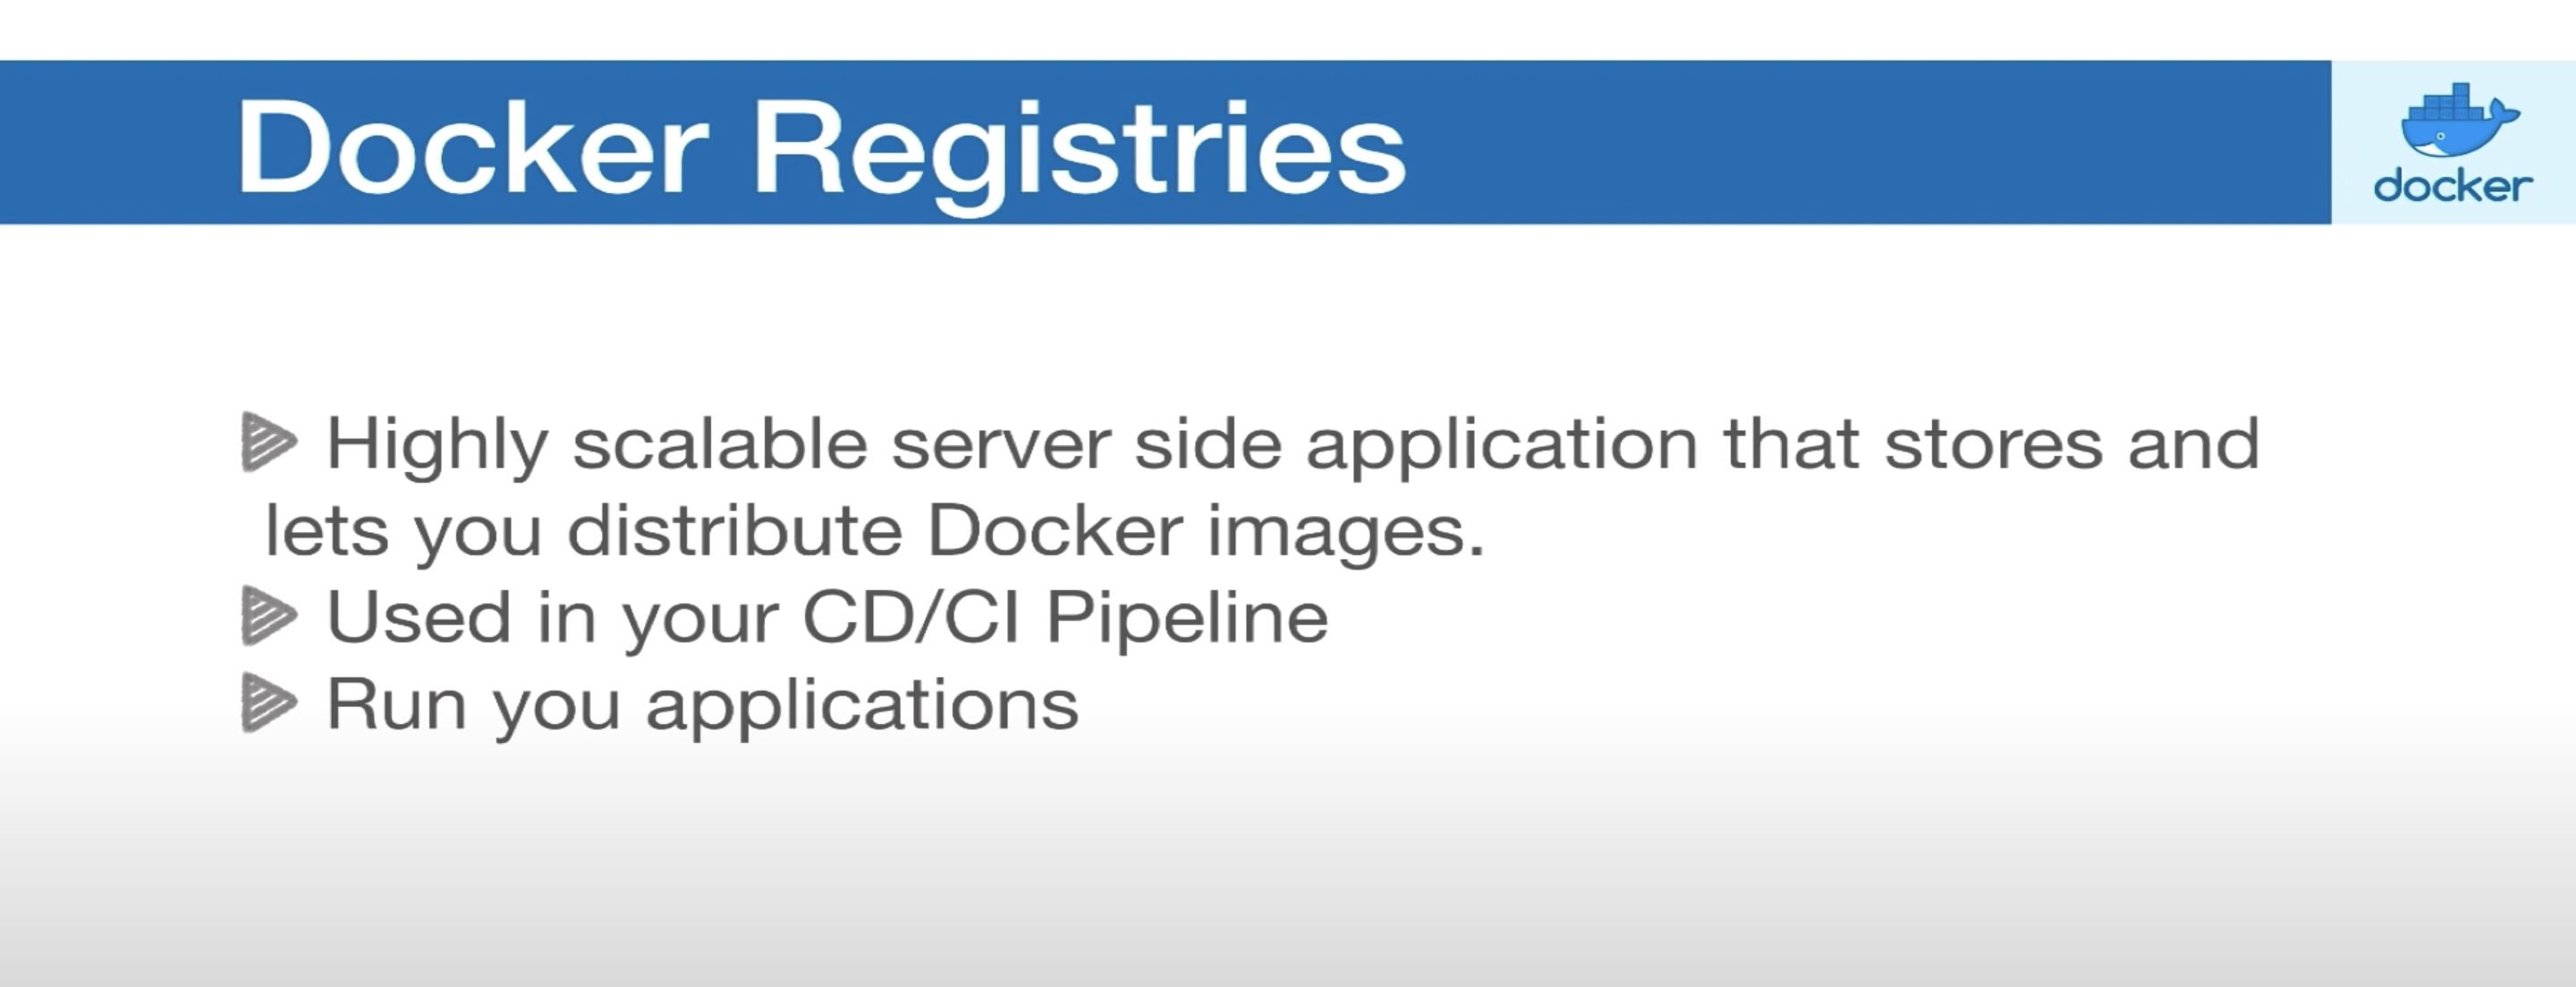 Docker Registries
docker
Highly scalable server side application that stores and
lets you distribute Docker images.
Used in your CD/CI Pipeline
Run you applications